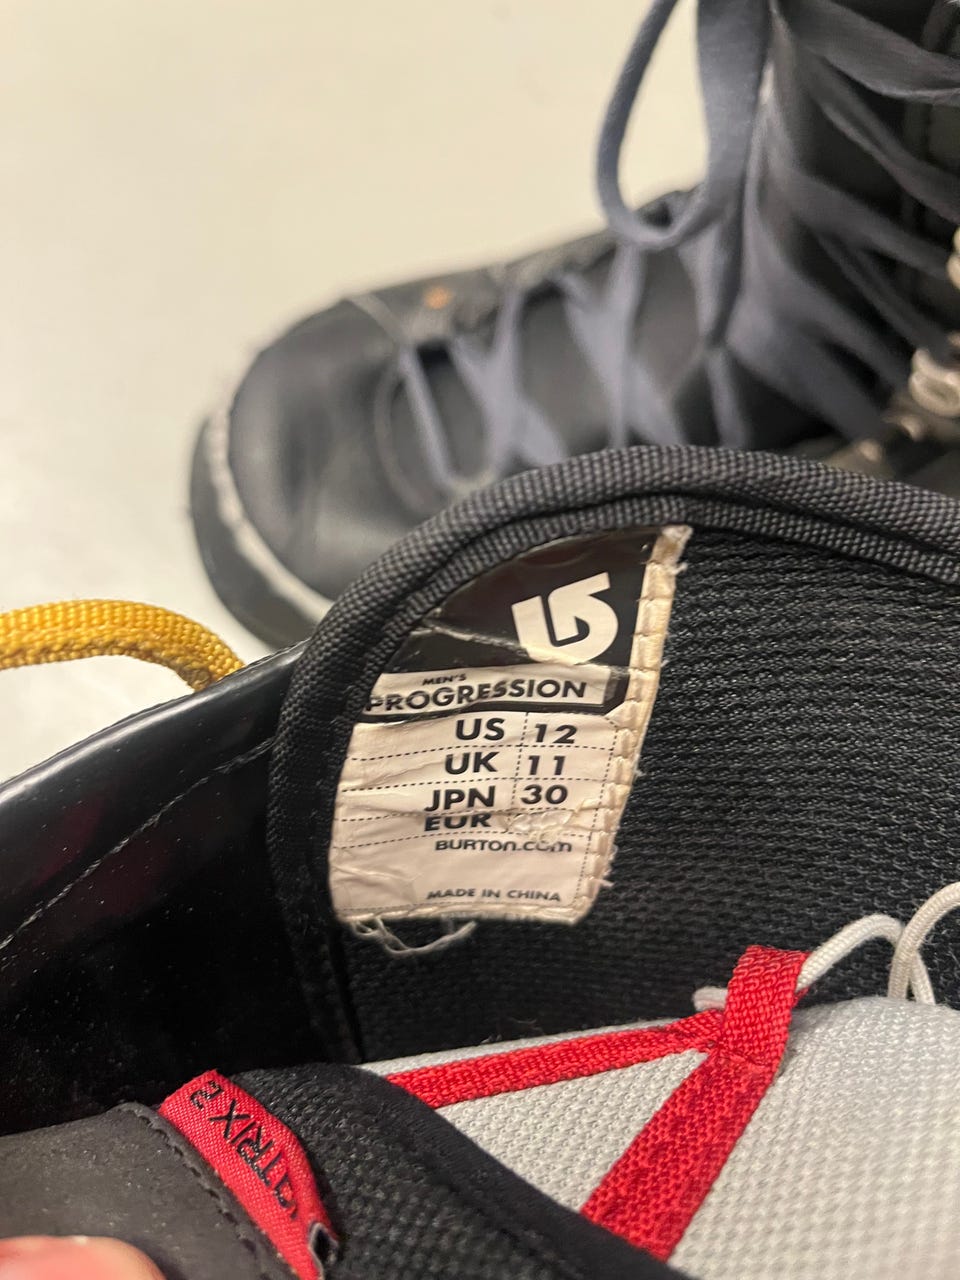 MEN'S
PROGRESSION
US 12
UK 11
JPN 30
EUR
BURTON.com
MADE IN CHINA